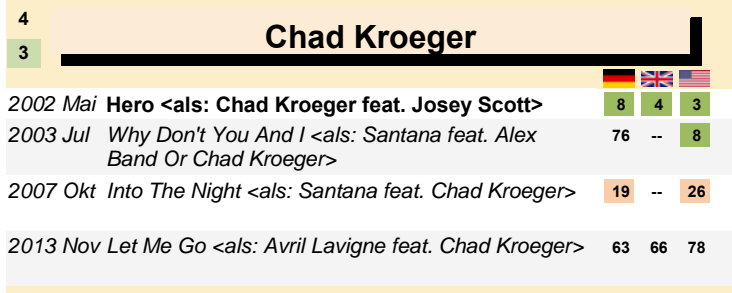 4
3
Chad Kroeger
2002 Mai Hero <als: Chad Kroeger feat. Josey Scott> 8 4 3
2003 Jul Why Don't You And I <als: Santana feat. Alex 76 -- 8
Band Or Chad Kroeger>
2007 Okt Into The Night <als: Santana feat. Chad Kroeger> 19 -- 26
2013 Nov Let Me Go <als: Avril Lavigne feat. Chad Kroeger> 63 66 78